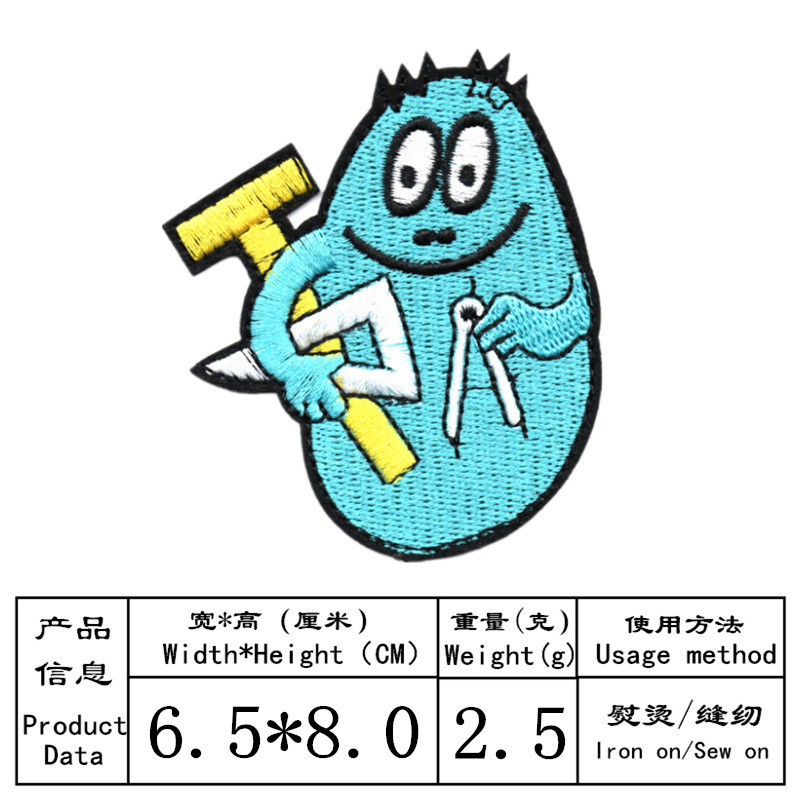 产品
信息
Product
Data
宽*高 (厘米)
Width*Height (CM)
重量(克)
Weight(g)
使用方法
Usage method
6.5*8.0
2.5
熨烫/缝纫
Iron on/Sew on